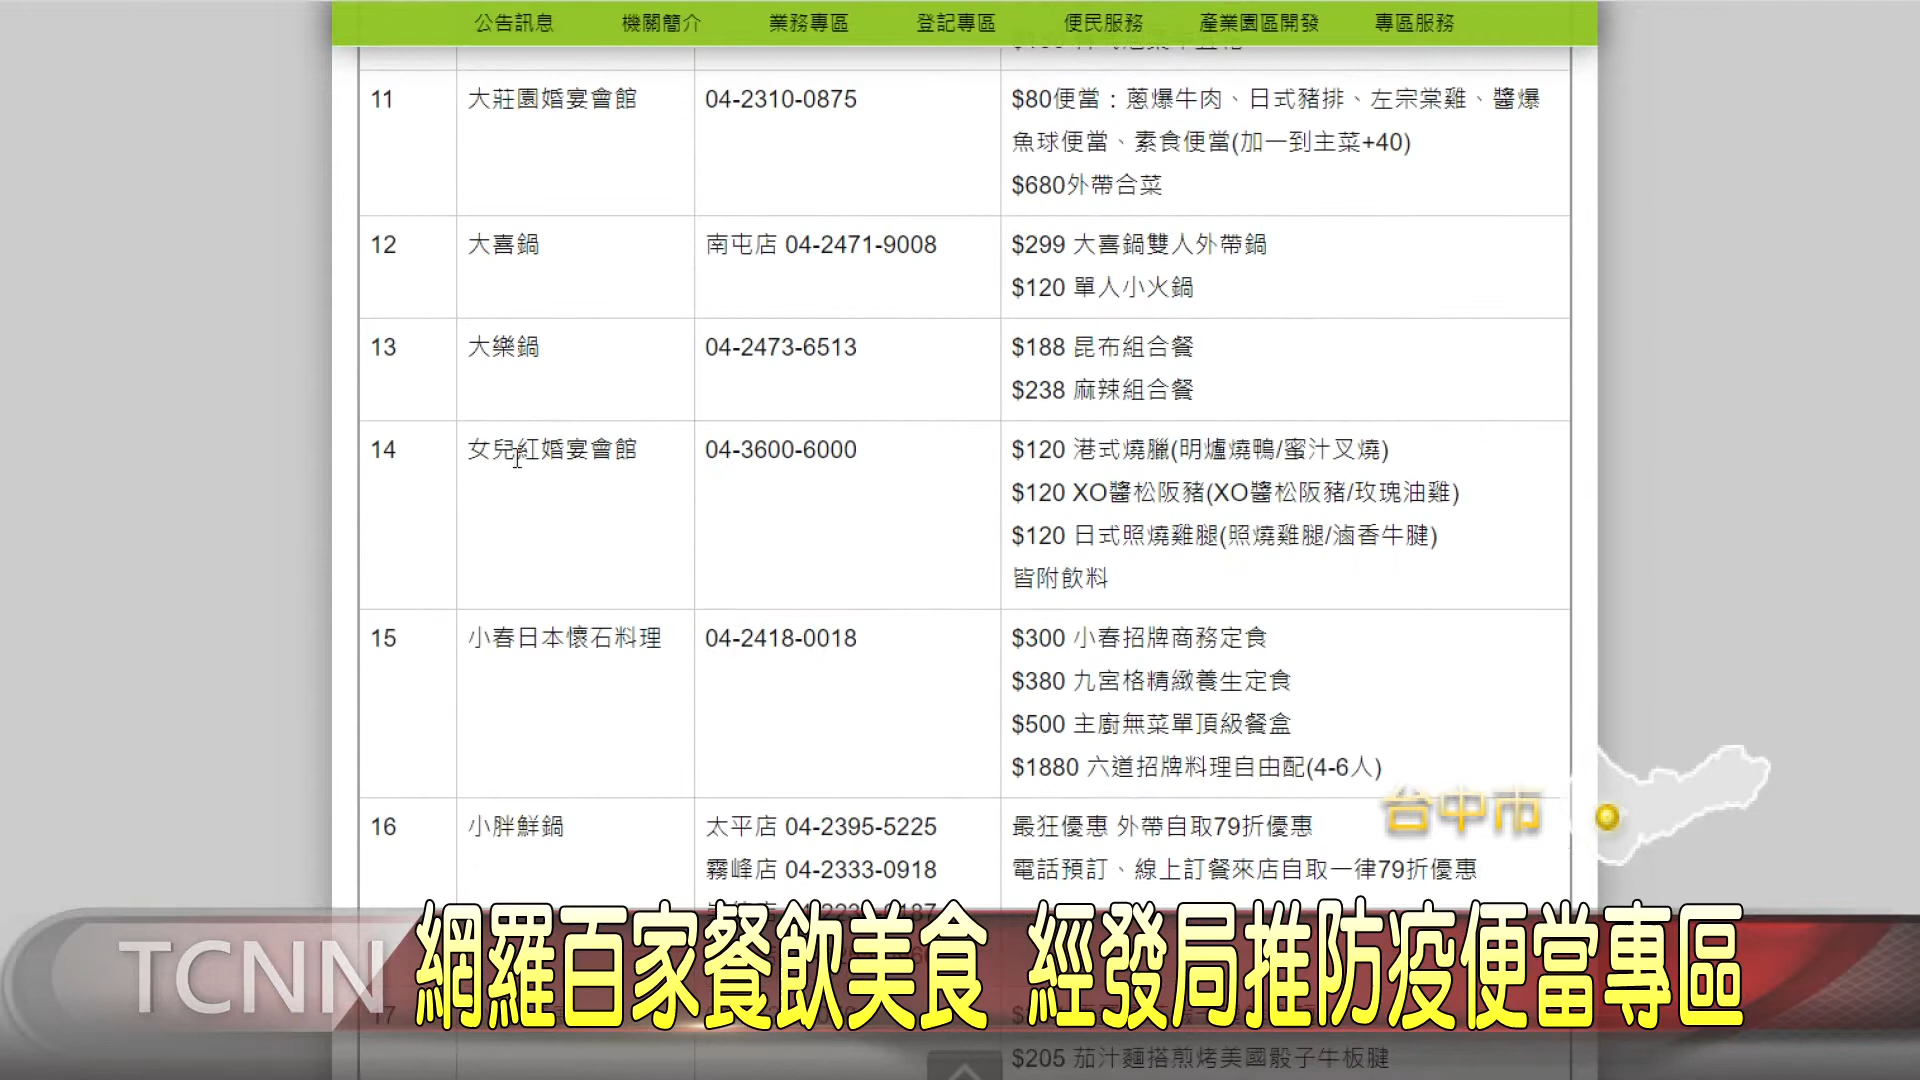 公告訊息 機關簡介 業務專區 登記專區 便民服務 產業園區開發 專區服務
11 大莊園婚宴會館 04-2310-0875 $80便當：蔥爆牛肉、日式豬排、左宗棠雞、醬爆
魚球便當、素食便當(加一到主菜+40)
$680外帶合菜
12 大喜鍋 南屯店 04-2471-9008 $299 大喜鍋雙人外帶鍋
$120 單人小火鍋
13 大樂鍋 04-2473-6513 $188 昆布組合餐
$238 麻辣組合餐
14 女兒紅婚宴會館 04-3600-6000 $120 港式燒臘(明爐燒鴨/蜜汁叉燒)
$120 XO醬松阪豬(XO醬松阪豬/玫瑰油雞)
$120 日式照燒雞腿(照燒雞腿/滷香牛腱)
皆附飲料
15 小春日本懷石料理 04-2418-0018 $300 小春招牌商務定食
$380 九宮格精緻養生定食
$500 主廚無菜單頂級餐盒
$1880 六道招牌料理自由配(4-6人)
台中市
16 小胖鮮鍋 太平店 04-2395-5225 最狂優惠 外帶自取79折優惠
霧峰店 04-2333-0918 電話預訂、線上訂餐來店自取一律79折優惠
TCNN 網羅百家餐飲美食 經發局推防疫便當專區
17
$205 茄汁麵搭煎烤美國骰子牛板腱